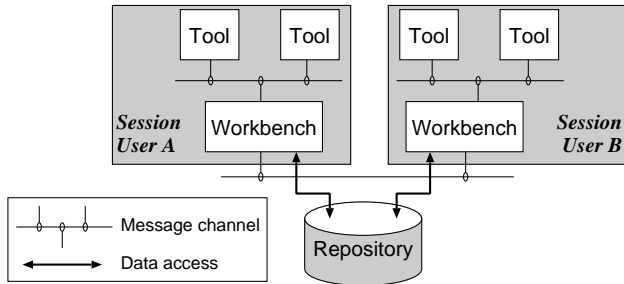 Tool
Tool
Tool
Tool
Session
User A
Workbench
Workbench
Session
User B
Message channel
Data access
Repository